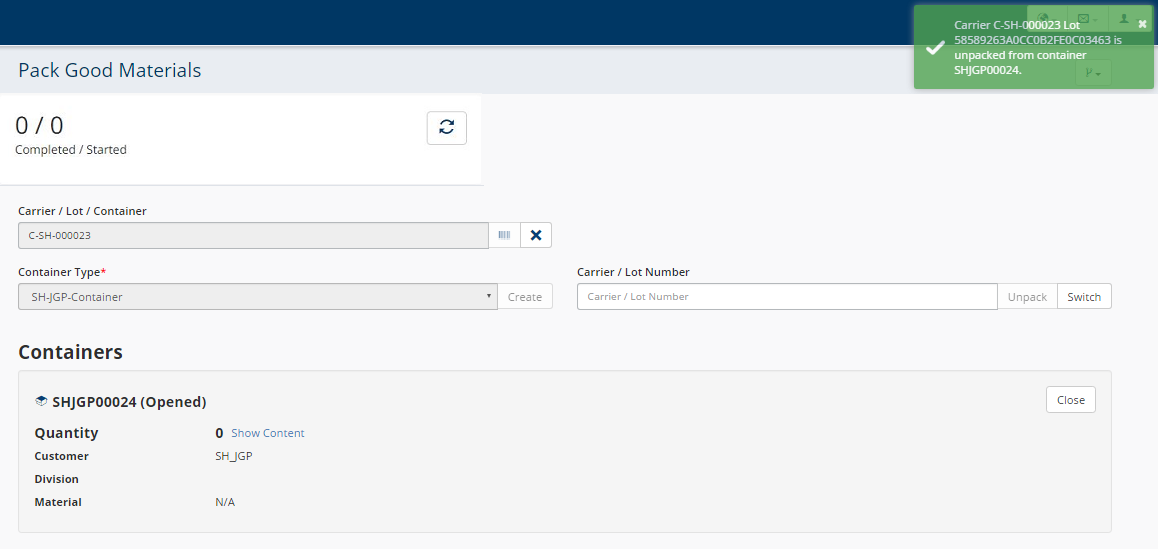 Carrier C-SH-000023 Lot
58589263A0CC0B2FE0C03463 is
unpacked from container
SHJGP00024.
Pack Good Materials
0 / 0
Completed / Started
Carrier / Lot / Container
C-SH-000023
Container Type*
SH-JGP-Container
Create
Carrier / Lot Number
Carrier / Lot Number
Unpack
Switch
Containers
SHJGP00024 (Opened)
Close
Quantity 0 Show Content
Customer SH_JGP
Division
Material N/A